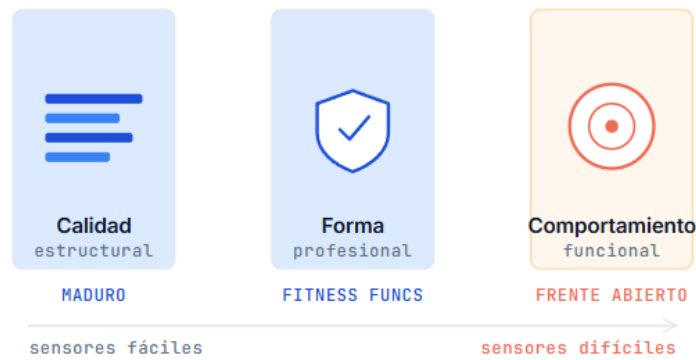 Calidad
estructural
MADURO
Forma
profesional
FITNESS FUNCS
Comportamiento
funcional
FRENTE ABIERTO
sensores fáciles
sensores difíciles